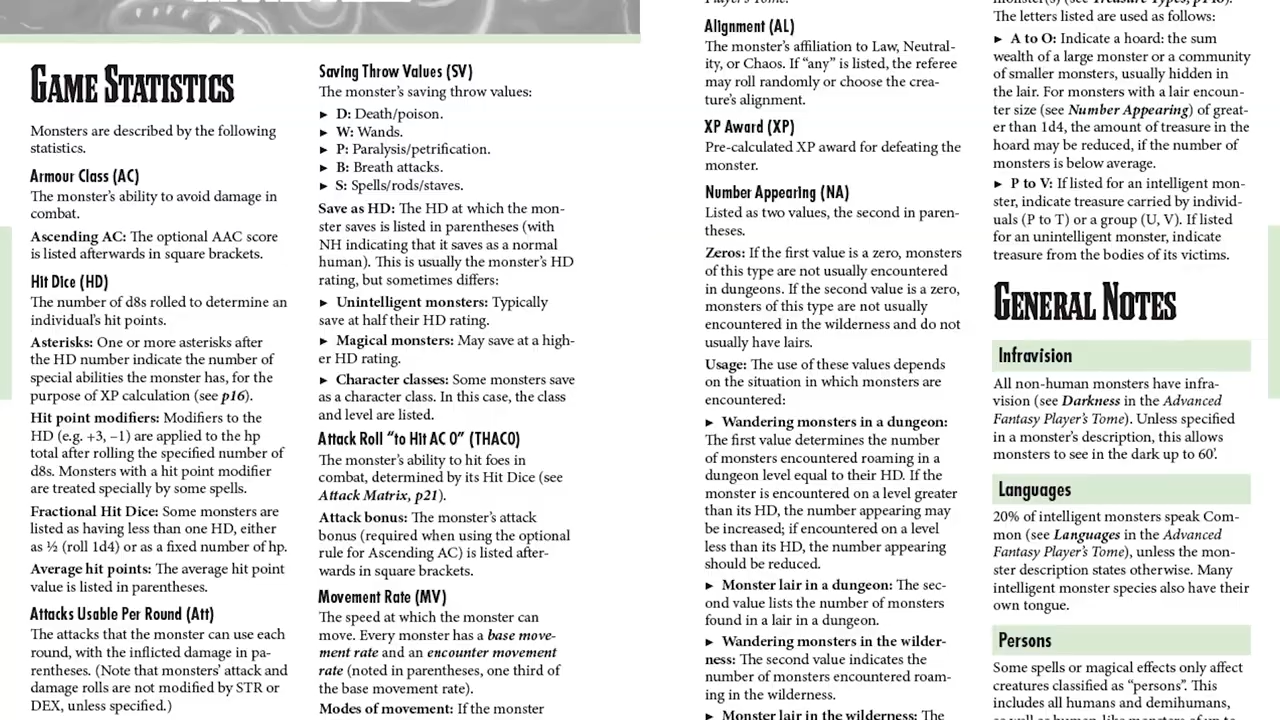 GAME STATISTICS
Monsters are described by the following
statistics.
Armour Class (AC)
The monster's ability to avoid damage in
combat.
Ascending AC: The optional AAC score
is listed afterwards in square brackets.
Hit Dice (HD)
The number of d8s rolled to determine an
individual's hit points.
Asterisks: One or more asterisks after
the HD number indicate the number of
special abilities the monster has, for the
purpose of XP calculation (see p16).
Hit point modifiers: Modifiers to the
HD (e.g. +3, –1) are applied to the hp
total after rolling the specified number of
d8s. Monsters with a hit point modifier
are treated specially by some spells.
Fractional Hit Dice: Some monsters are
listed as having less than one HD, either
as ½ (roll 1d4) or as a fixed number of hp.
Average hit points: The average hit point
value is listed in parentheses.
Attacks Usable Per Round (Att)
The attacks that the monster can use each
round, with the inflicted damage in pa-
rentheses. (Note that monsters' attack and
damage rolls are not modified by STR or
DEX, unless specified.)
Saving Throw Values (SV)
The monster's saving throw values:
► D: Death/poison.
► W: Wands.
► P: Paralysis/petrification.
► B: Breath attacks.
► S: Spells/rods/staves.
Save as HD: The HD at which the mon-
ster saves is listed in parentheses (with
NH indicating that it saves as a normal
human). This is usually the monster's HD
rating, but sometimes differs:
► Unintelligent monsters: Typically
save at half their HD rating.
► Magical monsters: May save at a high-
er HD rating.
► Character classes: Some monsters save
as a character class. In this case, the class
and level are listed.
Attack Roll "to Hit AC 0" (THAC0)
The monster's ability to hit foes in
combat, determined by its Hit Dice (see
Attack Matrix, p21).
Attack bonus: The monster's attack
bonus (required when using the optional
rule for Ascending AC) is listed after-
wards in square brackets.
Movement Rate (MV)
The speed at which the monster can
move. Every monster has a base move-
ment rate and an encounter movement
rate (noted in parentheses, one third of
the base movement rate).
Modes of movement: If the monster
Player's Tome.
Alignment (AL)
The monster's affiliation to Law, Neutral-
ity, or Chaos. If "any" is listed, the referee
may roll randomly or choose the crea-
ture's alignment.
XP Award (XP)
Pre-calculated XP award for defeating the
monster.
Number Appearing (NA)
Listed as two values, the second in paren-
theses.
Zeros: If the first value is a zero, monsters
of this type are not usually encountered
in dungeons. If the second value is a zero,
monsters of this type are not usually
encountered in the wilderness and do not
usually have lairs.
Usage: The use of these values depends
on the situation in which monsters are
encountered:
► Wandering monsters in a dungeon:
The first value determines the number
of monsters encountered roaming in a
dungeon level equal to their HD. If the
monster is encountered on a level greater
than its HD, the number appearing may
be increased; if encountered on a level
less than its HD, the number appearing
should be reduced.
► Monster lair in a dungeon: The sec-
ond value lists the number of monsters
found in a lair in a dungeon.
► Wandering monsters in the wilder-
ness: The second value indicates the
number of monsters encountered roam-
ing in the wilderness.
► Monster lair in the wilderness: The
monster(s) (see Treasure Types, p148).
The letters listed are used as follows:
► A to O: Indicate a hoard: the sum
wealth of a large monster or a community
of smaller monsters, usually hidden in
the lair. For monsters with a lair encoun-
ter size (see Number Appearing) of great-
er than 1d4, the amount of treasure in the
hoard may be reduced, if the number of
monsters is below average.
► P to V: If listed for an intelligent mon-
ster, indicate treasure carried by individ-
uals (P to T) or a group (U, V). If listed
for an unintelligent monster, indicate
treasure from the bodies of its victims.
GENERAL NOTES
Infravision
All non-human monsters have infra-
vision (see Darkness in the Advanced
Fantasy Player's Tome). Unless specified
in a monster's description, this allows
monsters to see in the dark up to 60'.
Languages
20% of intelligent monsters speak Com-
mon (see Languages in the Advanced
Fantasy Player's Tome), unless the mon-
ster description states otherwise. Many
intelligent monster species also have their
own tongue.
Persons
Some spells or magical effects only affect
creatures classified as "persons". This
includes all humans and demihumans,